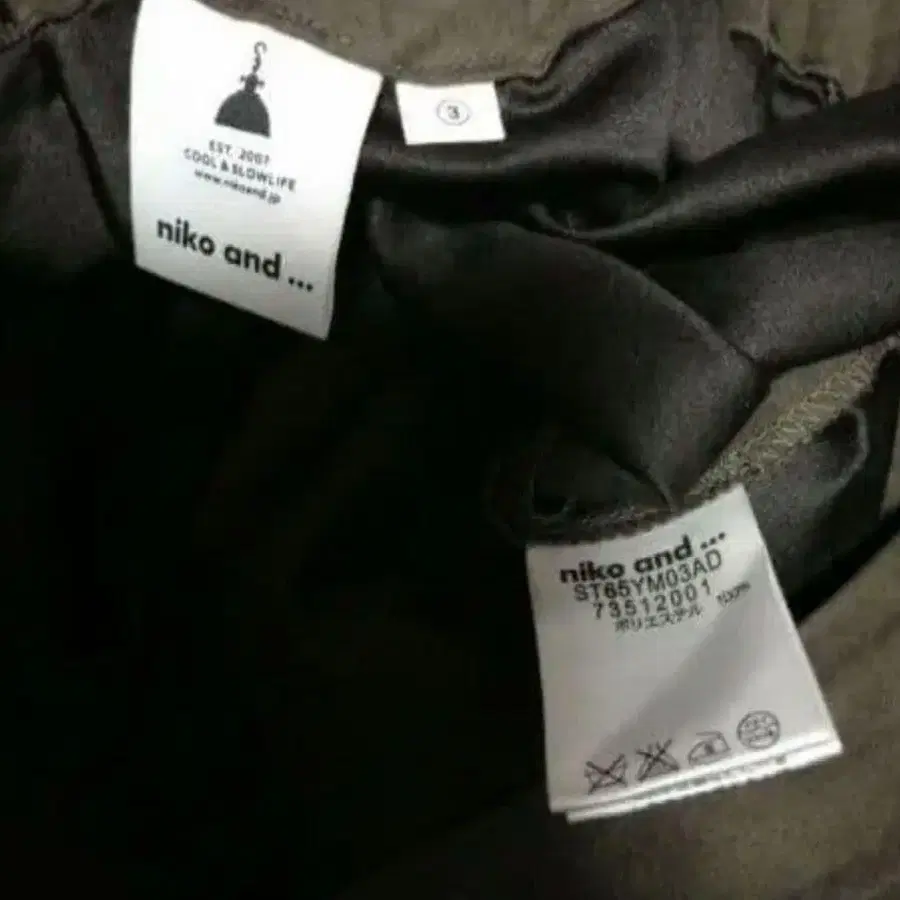 EST. 2007
COOL & SLOWLIFE
www.nikoand.jp
niko and ...
3
niko and ...
ST65YM03AD
73512001
ポリエステル 100%